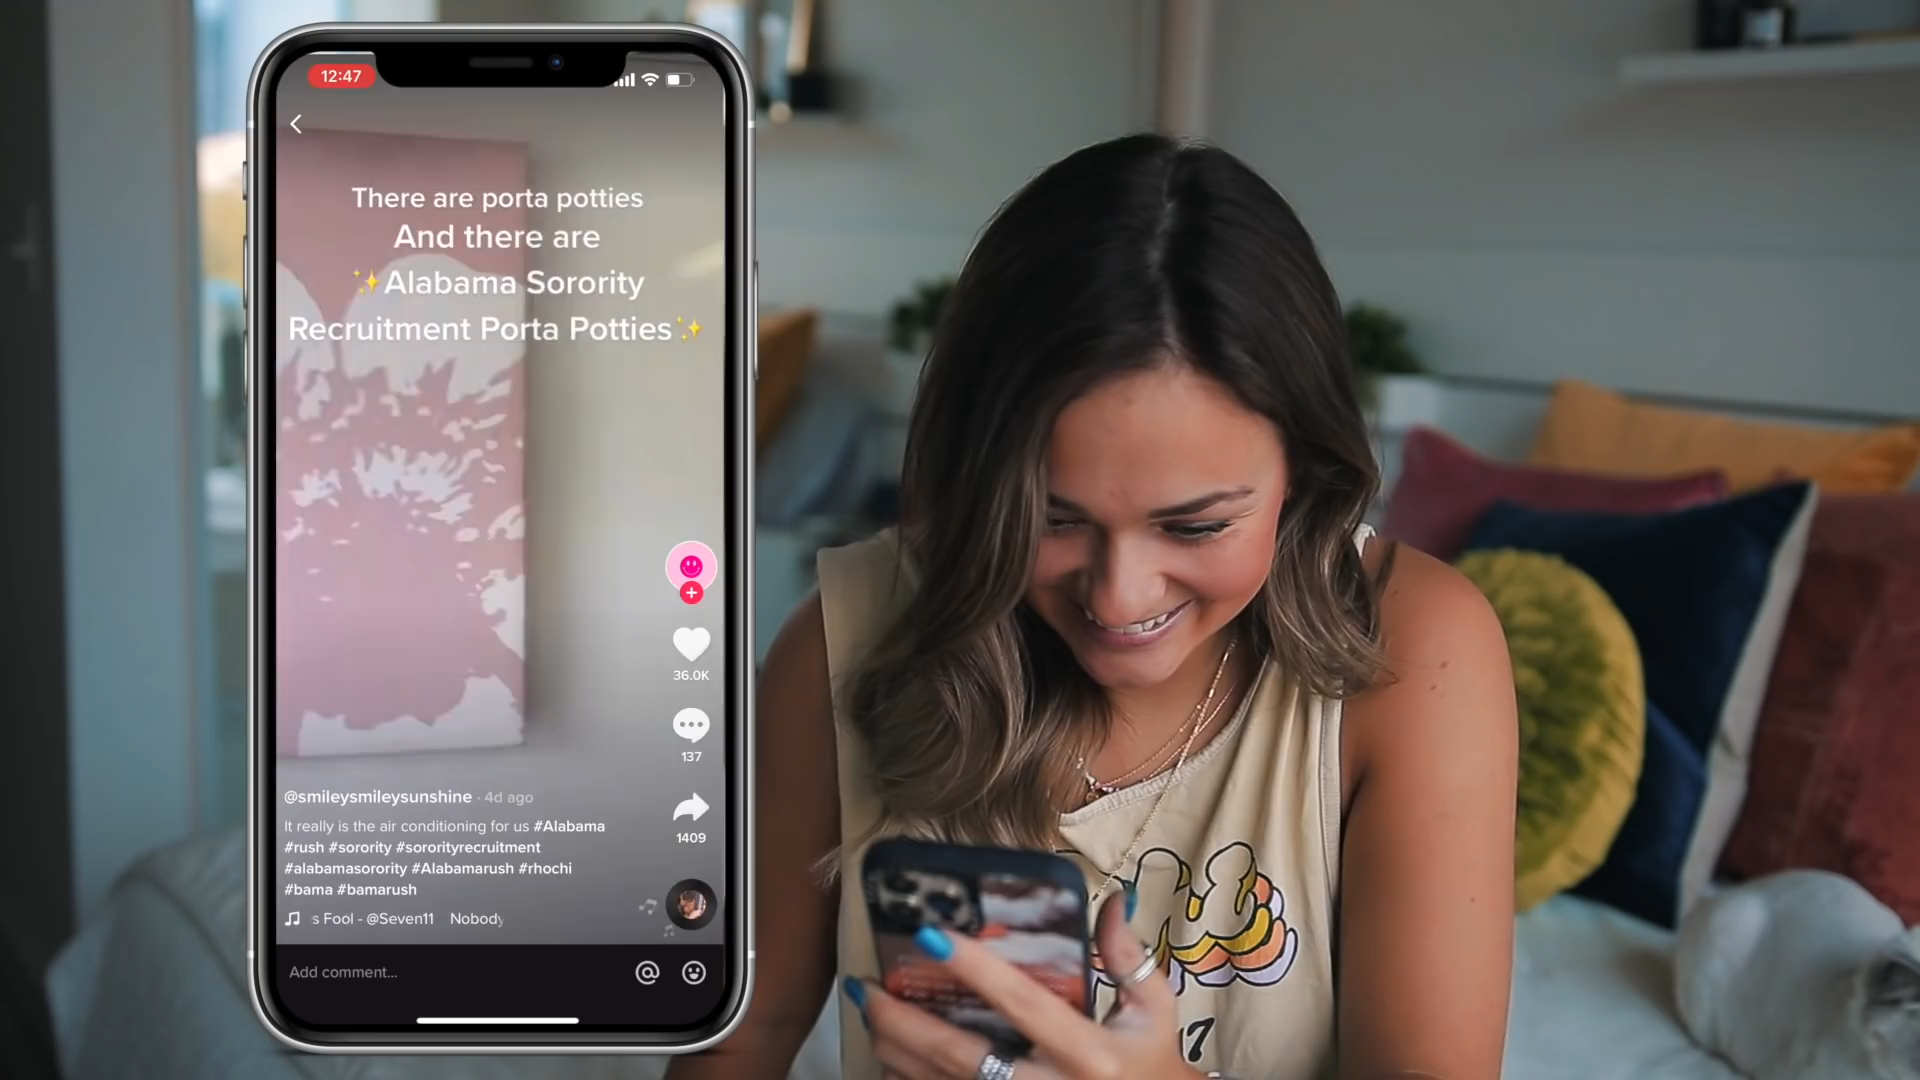 12:47
There are porta potties
And there are
✨Alabama Sorority
Recruitment Porta Potties✨
36.0K
137
1409
@smileysmileysunshine · 4d ago
It really is the air conditioning for us #Alabama
#rush #sorority #sororityrecruitment
#alabamasorority #Alabamarush #rhochi
#bama #bamarush
s Fool - @Seven11 Nobody
Add comment...